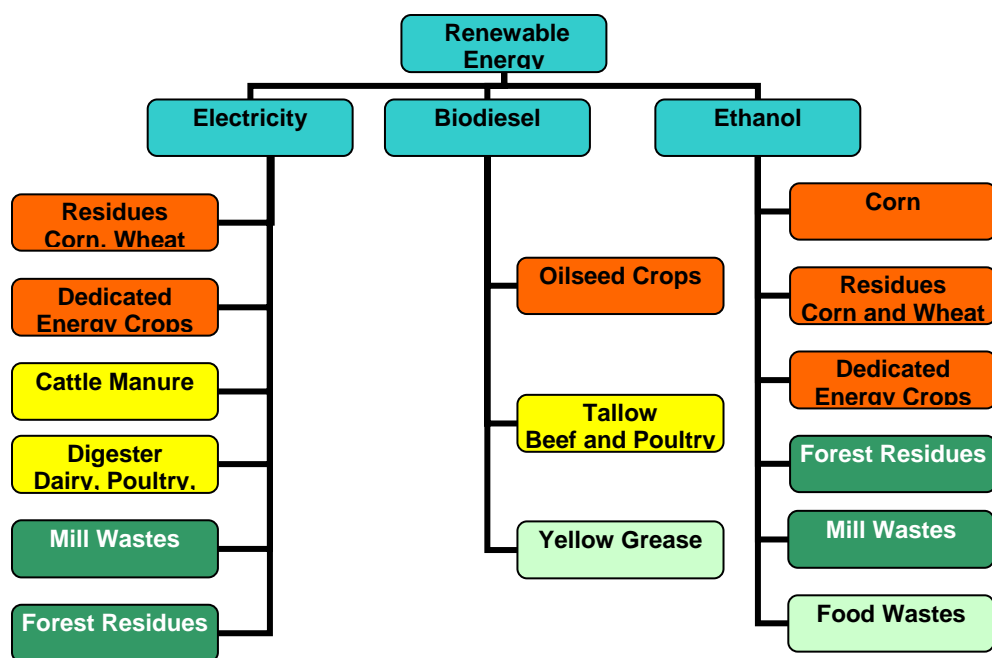 Renewable
Energy
Electricity
Biodiesel
Ethanol
Residues
Corn, Wheat
Dedicated
Energy Crops
Cattle Manure
Digester
Dairy, Poultry,
Mill Wastes
Forest Residues
Oilseed Crops
Tallow
Beef and Poultry
Yellow Grease
Corn
Residues
Corn and Wheat
Dedicated
Energy Crops
Forest Residues
Mill Wastes
Food Wastes